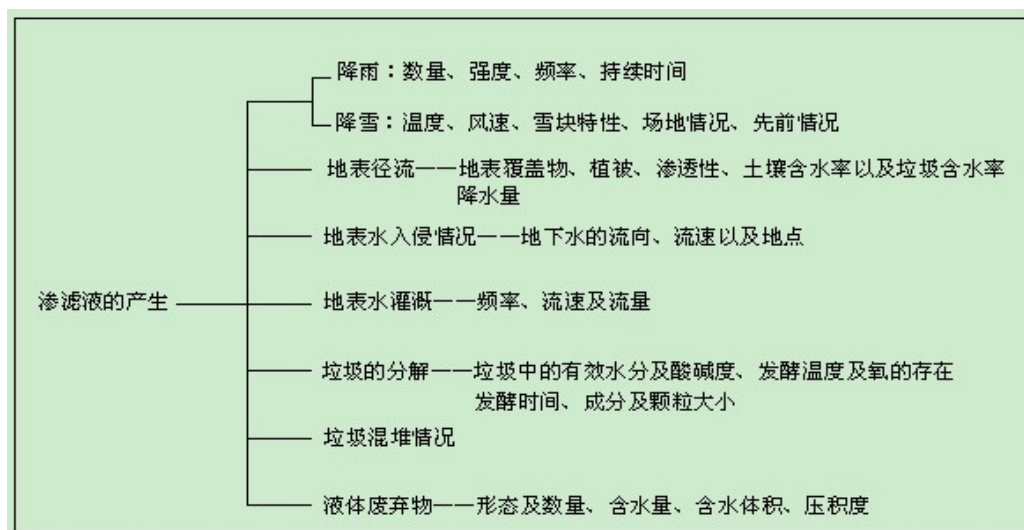 降雨：数量、强度、频率、持续时间
降雪：温度、风速、雪块特性、场地情况、先前情况
地表径流——地表覆盖物、植被、渗透性、土壤含水率以及垃圾含水率
降水量
地表水入侵情况——地下水的流向、流速以及地点
渗滤液的产生
地表水灌溉——频率、流速及流量
垃圾的分解——垃圾中的有效水分及酸碱度、发酵温度及氧的存在
发酵时间、成分及颗粒大小
垃圾混堆情况
液体废弃物——形态及数量、含水量、含水体积、压积度